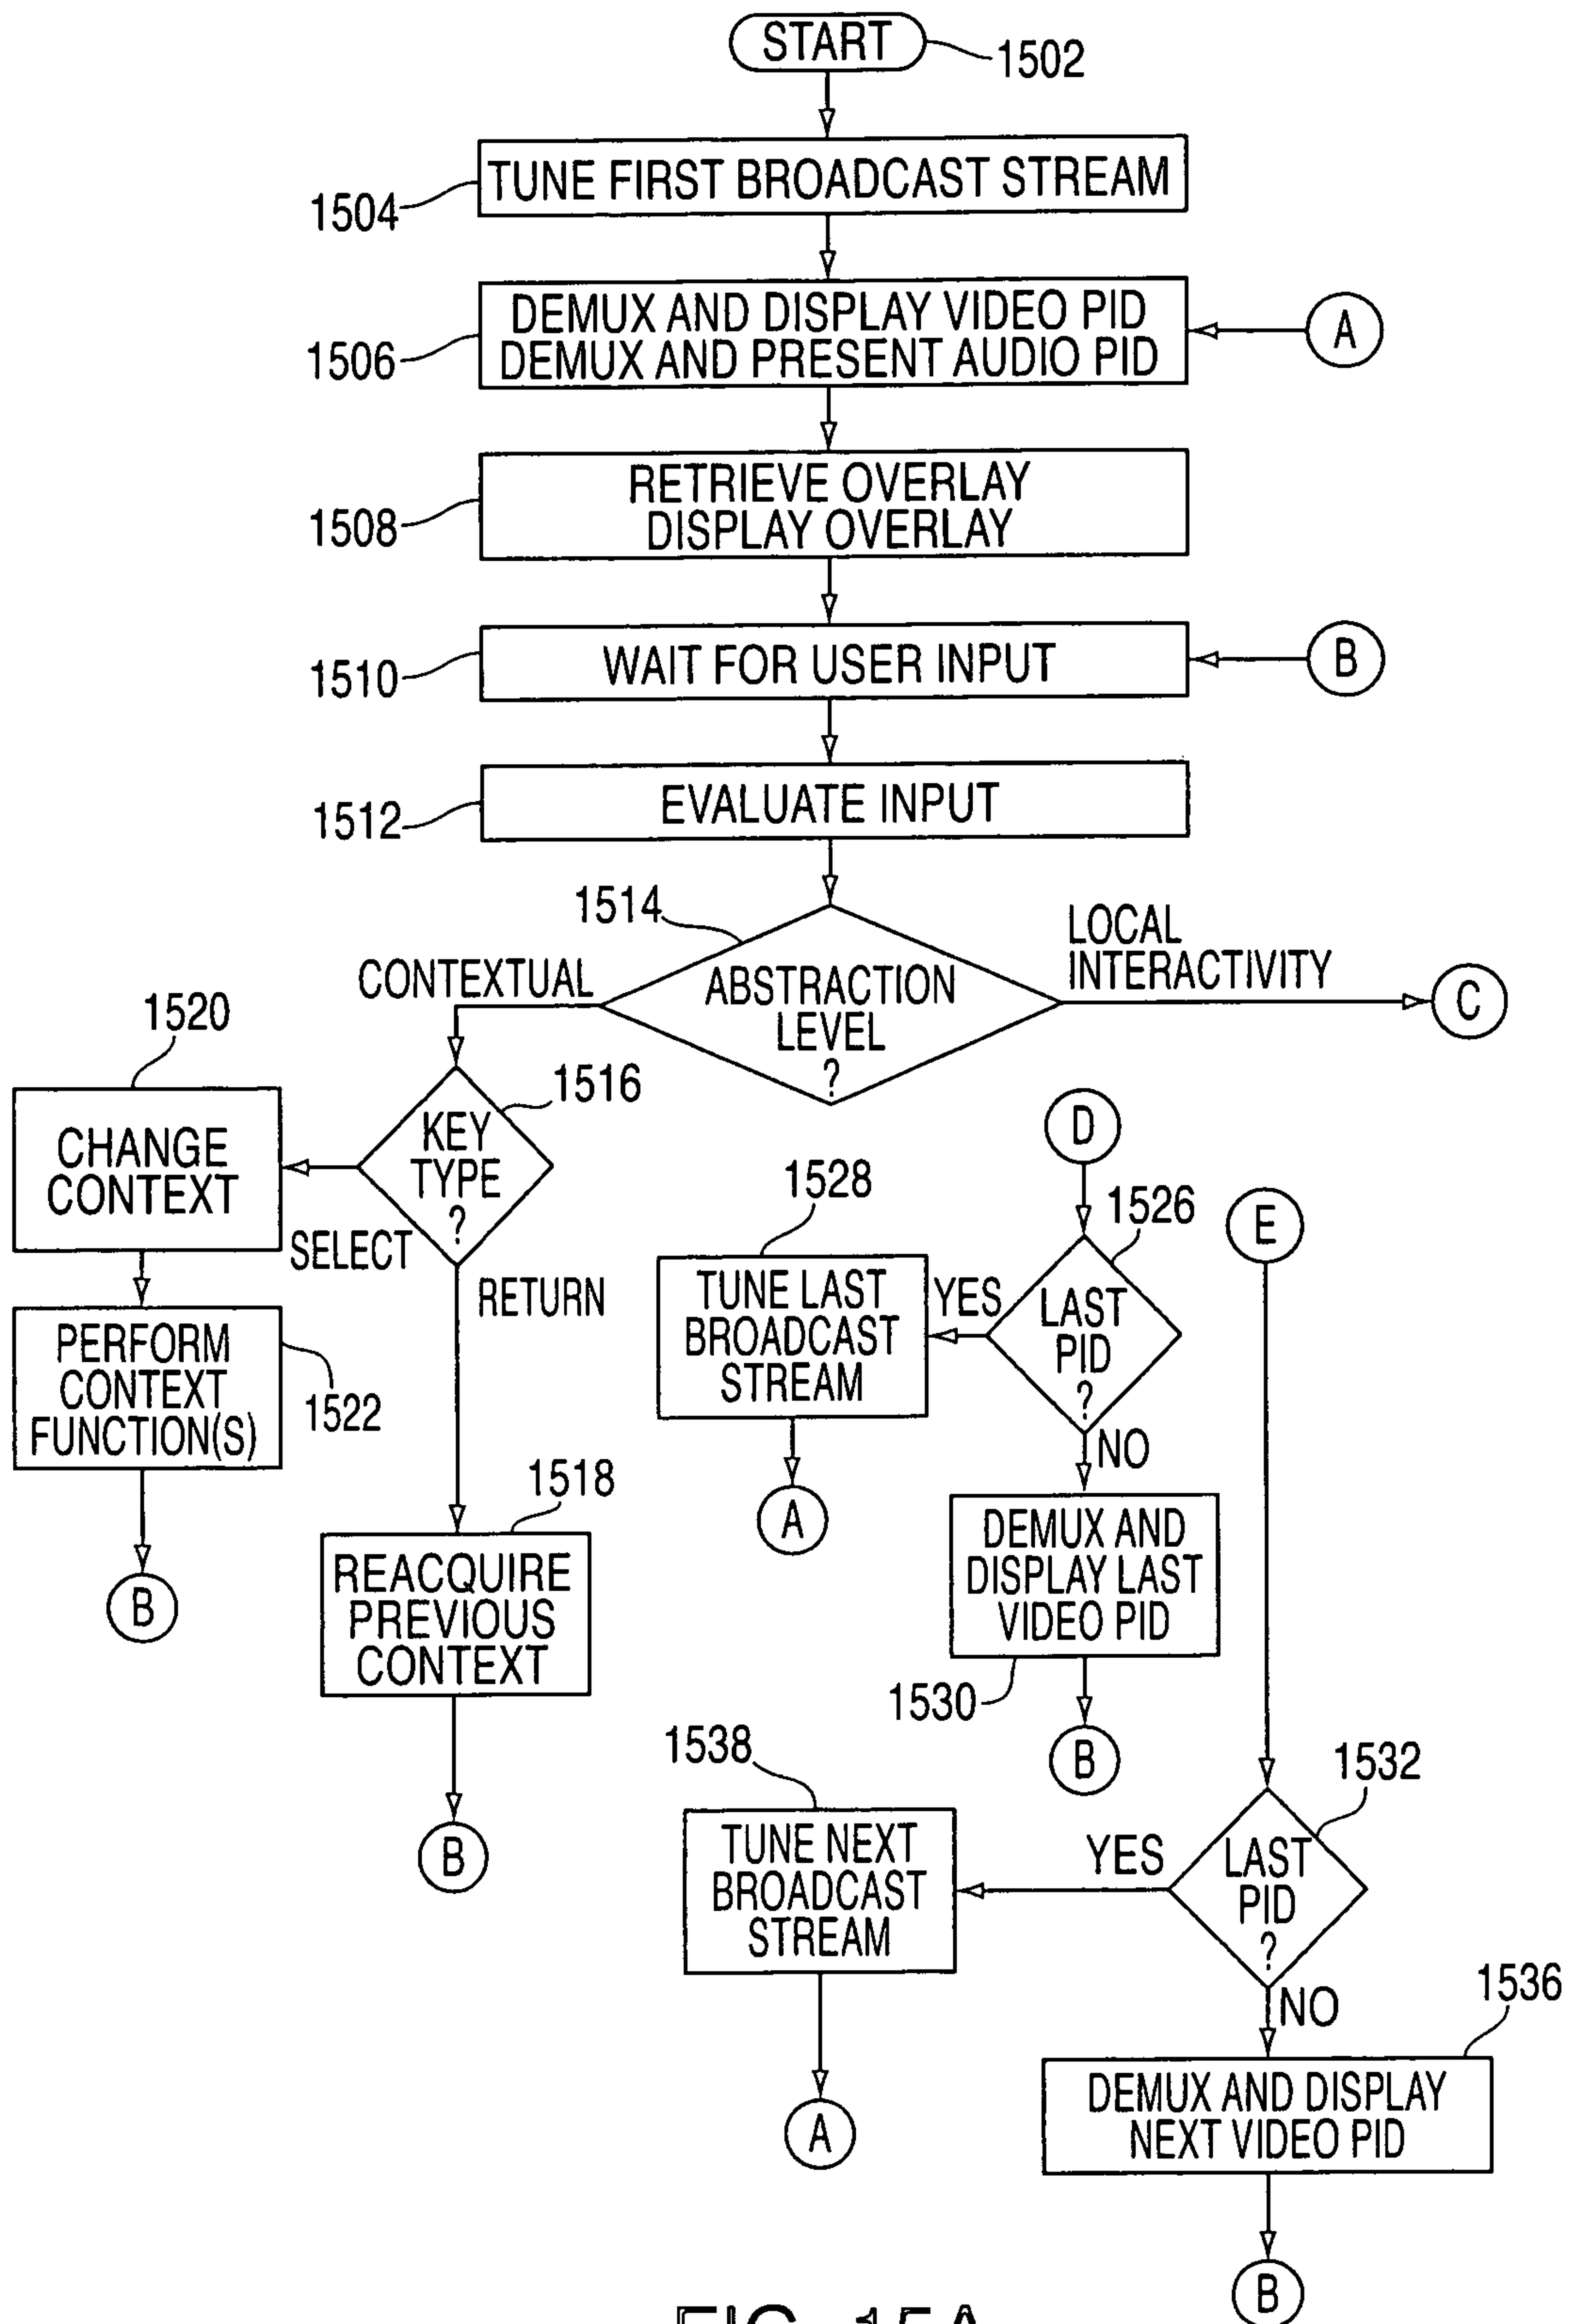 START
1502
TUNE FIRST BROADCAST STREAM
1504
DEMUX AND DISPLAY VIDEO PID
DEMUX AND PRESENT AUDIO PID
1506
A
RETRIEVE OVERLAY
DISPLAY OVERLAY
1508
WAIT FOR USER INPUT
1510
B
EVALUATE INPUT
1512
1514
ABSTRACTION
LEVEL
?
CONTEXTUAL
LOCAL
INTERACTIVITY
C
1520
CHANGE
CONTEXT
1516
KEY
TYPE
?
SELECT
RETURN
PERFORM
CONTEXT
FUNCTION(S)
1522
B
1518
REACQUIRE
PREVIOUS
CONTEXT
B
D
1526
LAST
PID
?
YES
1528
TUNE LAST
BROADCAST
STREAM
A
NO
DEMUX AND
DISPLAY LAST
VIDEO PID
1530
B
E
1532
LAST
PID
?
YES
1538
TUNE NEXT
BROADCAST
STREAM
A
NO
1536
DEMUX AND DISPLAY
NEXT VIDEO PID
B
FIG. 15A